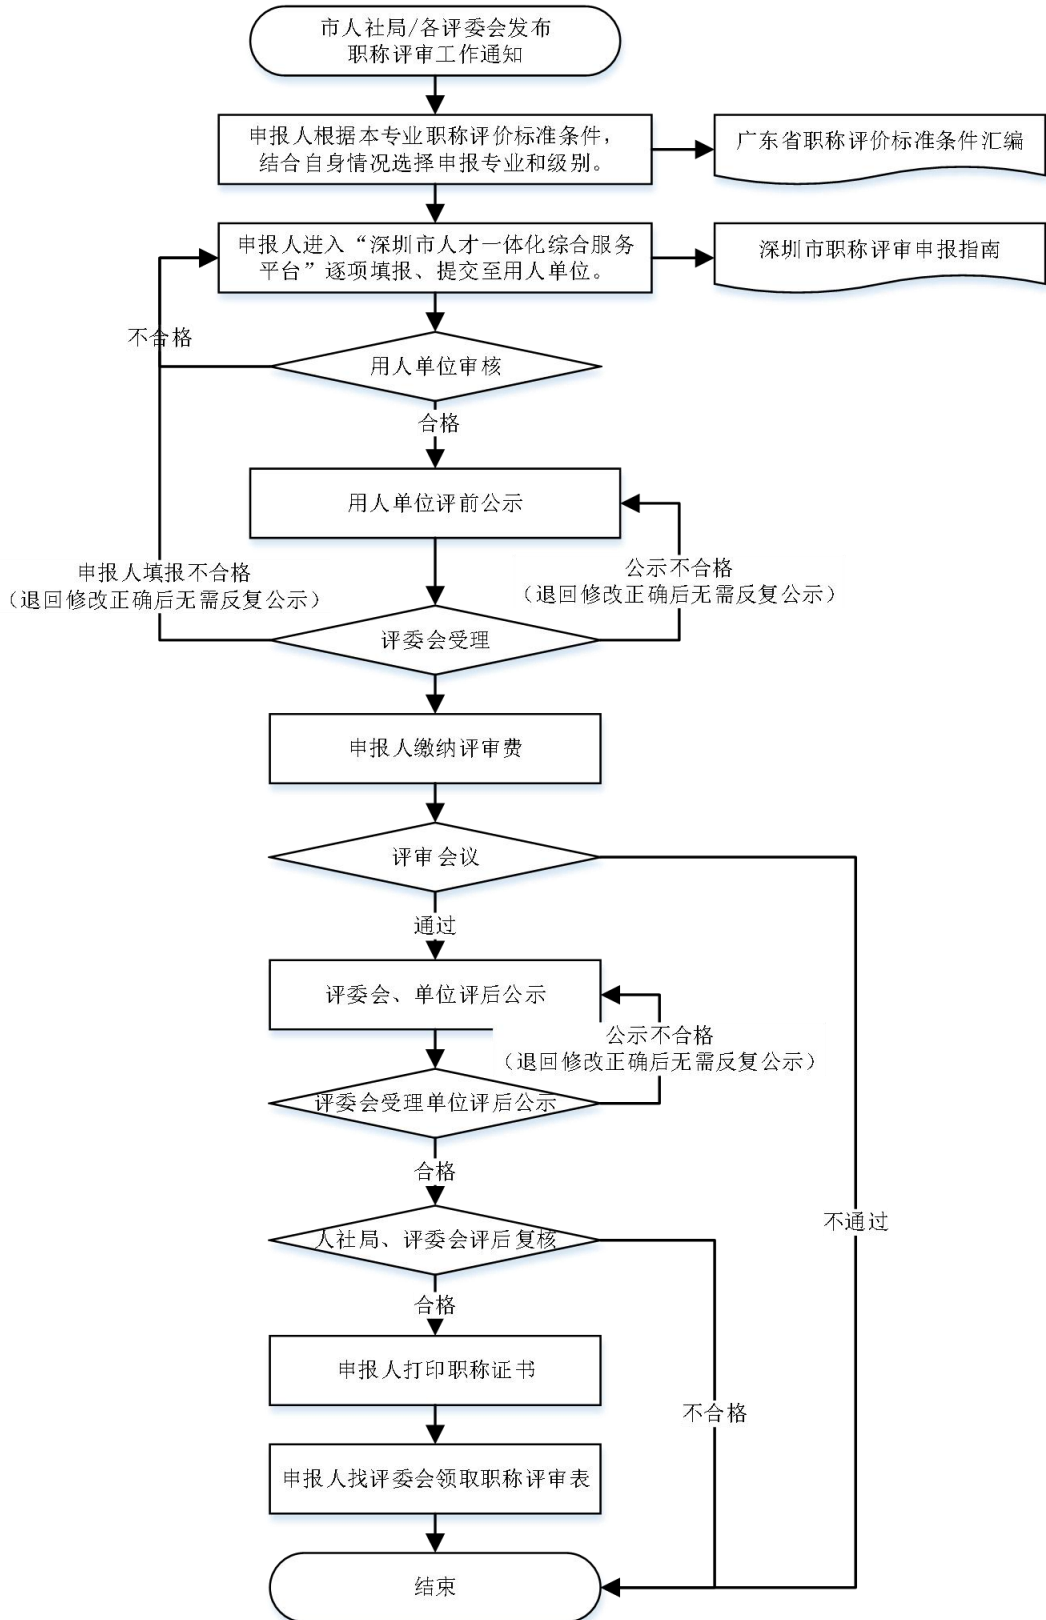 市人社局/各评委会发布
职称评审工作通知
申报人根据本专业职称评价标准条件，
结合自身情况选择申报专业和级别。
广东省职称评价标准条件汇编
申报人进入“深圳市人才一体化综合服务
平台”逐项填报、提交至用人单位。
深圳市职称评审申报指南
不合格
用人单位审核
合格
用人单位评前公示
申报人填报不合格
（退回修改正确后无需反复公示）
公示不合格
（退回修改正确后无需反复公示）
评委会受理
申报人缴纳评审费
评审会议
通过
评委会、单位评后公示
公示不合格
（退回修改正确后无需反复公示）
评委会受理单位评后公示
合格
不通过
人社局、评委会评后复核
合格
申报人打印职称证书
不合格
申报人找评委会领取职称评审表
结束